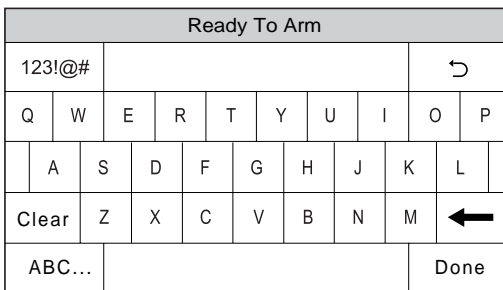 Ready To Arm
123!@#
Q W E R T Y U I O P
A S D F G H J K L
Clear Z X C V B N M
ABC... Done